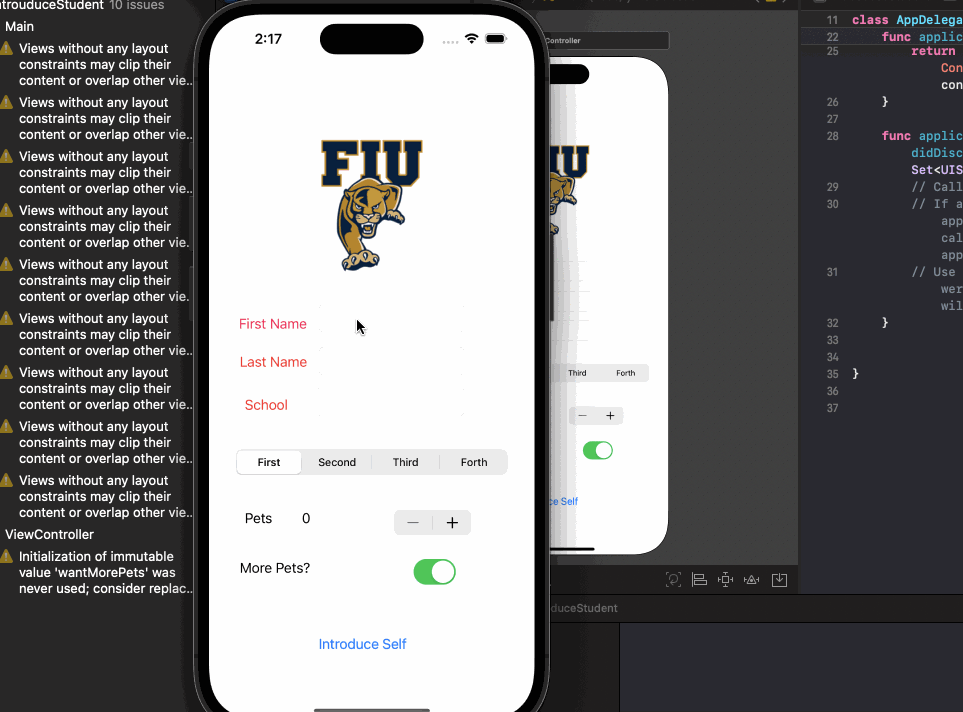 introuduceStudent 10 issues
Main
Views without any layout
constraints may clip their
content or overlap other vie...
Views without any layout
constraints may clip their
content or overlap other vie...
Views without any layout
constraints may clip their
content or overlap other vie...
Views without any layout
constraints may clip their
content or overlap other vie.
Views without any layout
constraints may clip their
content or overlap other vie.
Views without any layout
constraints may clip their
content or overlap other vie...
Views without any layout
constraints may clip their
content or overlap other vie...
Views without any layout
constraints may clip their
content or overlap other vie...
Views without any layout
constraints may clip their
content or overlap other vie...
ViewController
Initialization of immutable
value 'wantMorePets' was
never used; consider replac...
2:17
FIU
First Name
Last Name
School
First Second Third Forth
Pets 0 − +
More Pets?
Introduce Self
Controller
Third Forth
− +
ce Self
duceStudent
11 class AppDelega
22 func applic
25 return
Con
con
26 }
27
28 func applic
didDisc
Set<UIS
29 // Call
30 // If a
app
cal
app
31 // Use
wer
wil
32 }
33
34
35 }
36
37